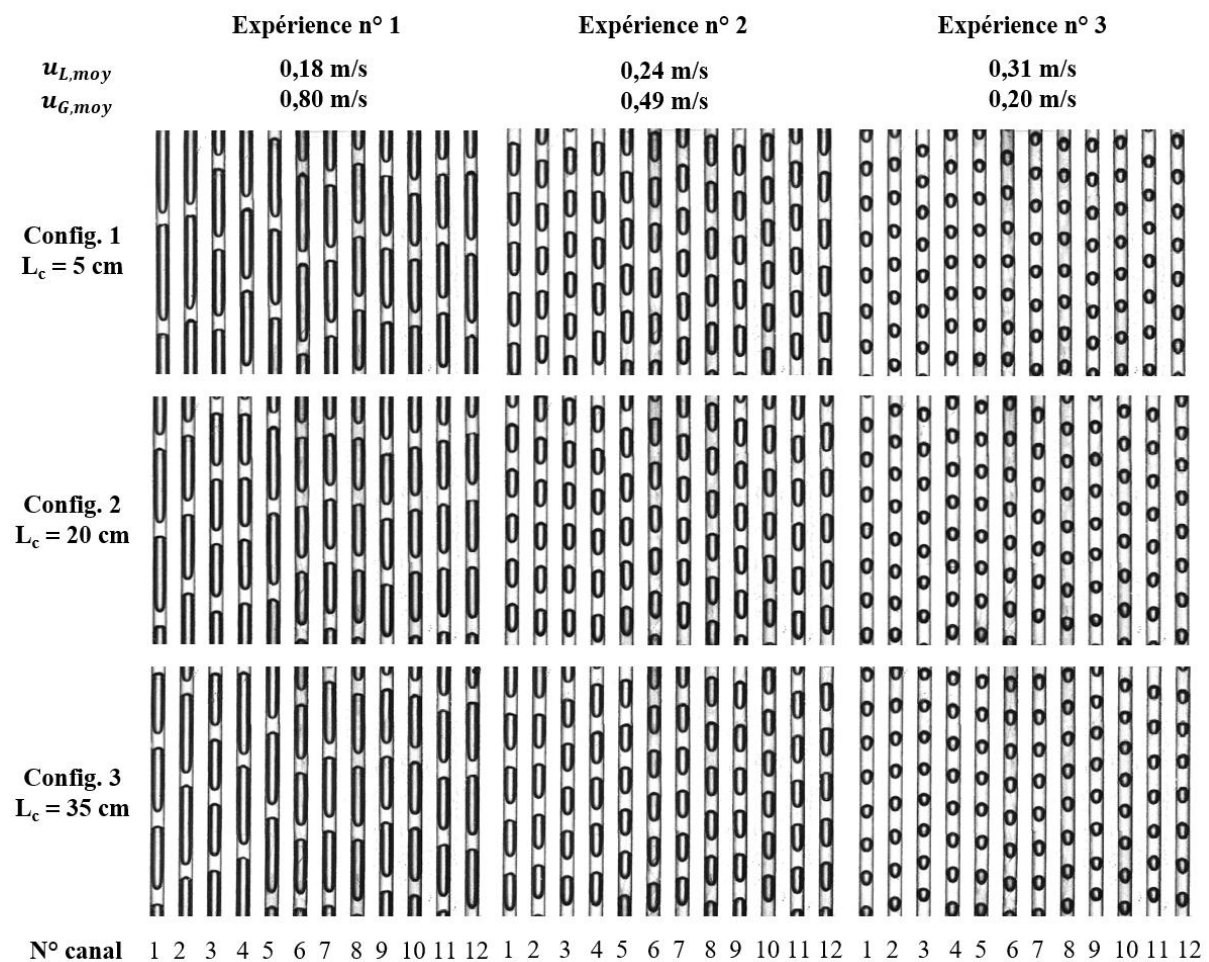 Expérience n° 1 Expérience n° 2 Expérience n° 3
u_{L,moy} 0,18 m/s 0,24 m/s 0,31 m/s
u_{G,moy} 0,80 m/s 0,49 m/s 0,20 m/s
Config. 1
L_c = 5 cm
Config. 2
L_c = 20 cm
Config. 3
L_c = 35 cm
N° canal 1 2 3 4 5 6 7 8 9 10 11 12 1 2 3 4 5 6 7 8 9 10 11 12 1 2 3 4 5 6 7 8 9 10 11 12